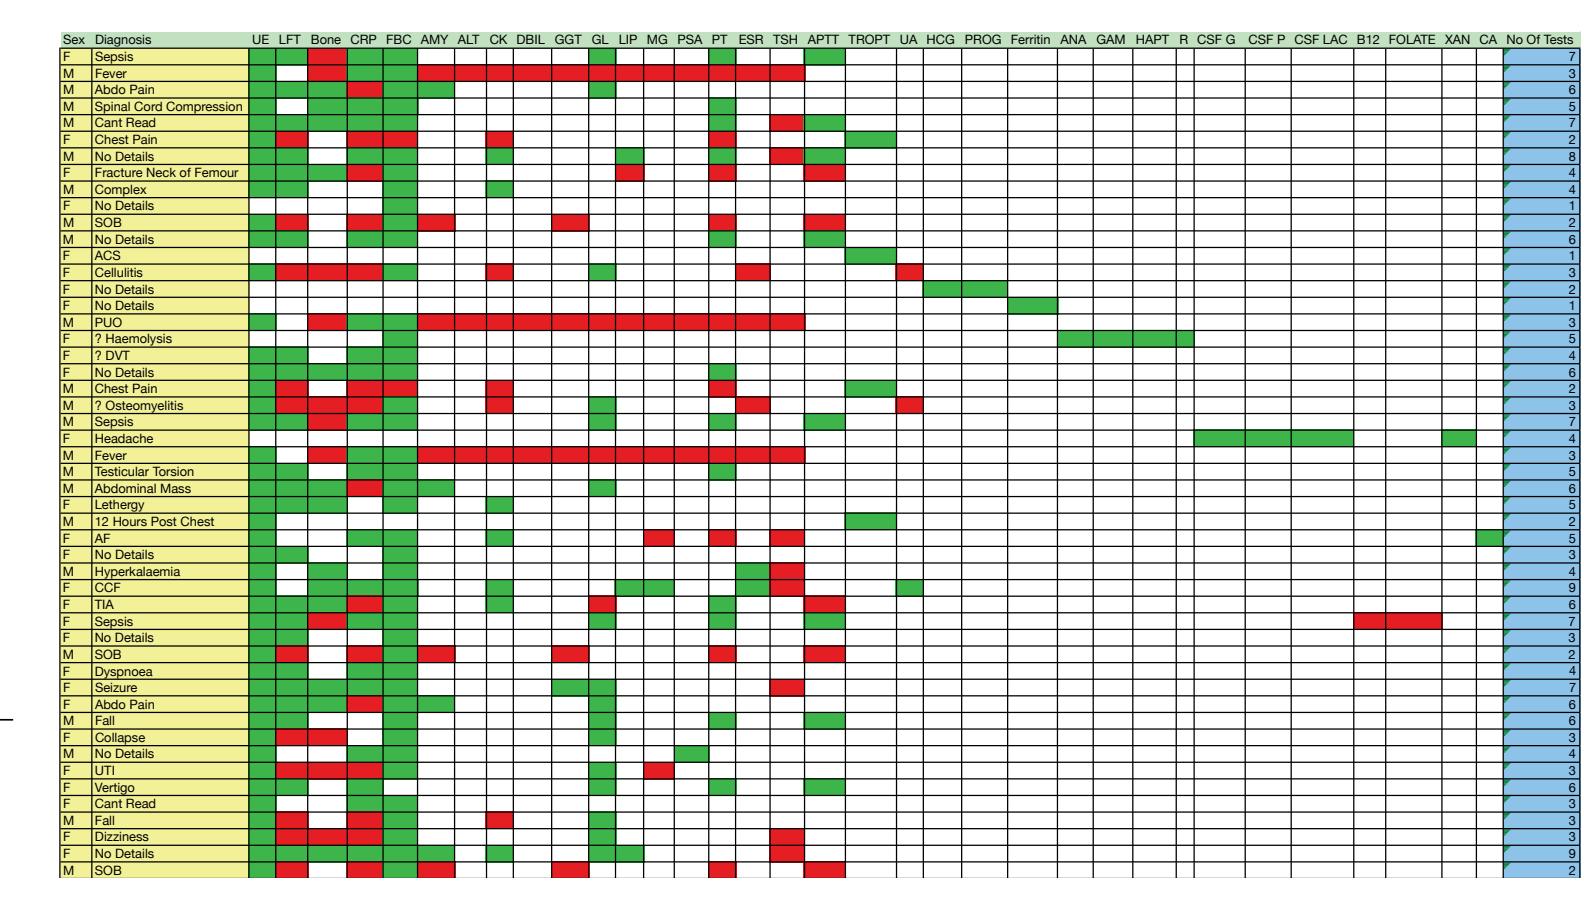 Sex Diagnosis UE LFT Bone CRP FBC AMY ALT CK DBIL GGT GL LIP MG PSA PT ESR TSH APTT TROPT UA HCG PROG Ferritin ANA GAM HAPT R CSF G CSF P CSF LAC B12 FOLATE XAN CA No Of Tests
F Sepsis 7
M Fever 3
M Abdo Pain 6
M Spinal Cord Compression 5
M Cant Read 7
F Chest Pain 2
M No Details 8
F Fracture Neck of Femour 4
M Complex 4
F No Details 1
M SOB 2
M No Details 6
F ACS 1
F Cellulitis 3
F No Details 2
F No Details 1
M PUO 3
F ? Haemolysis 5
F ? DVT 4
F No Details 6
M Chest Pain 2
M ? Osteomyelitis 3
M Sepsis 7
F Headache 4
M Fever 3
M Testicular Torsion 5
M Abdominal Mass 6
F Lethergy 5
M 12 Hours Post Chest 2
F AF 5
F No Details 3
M Hyperkalaemia 4
F CCF 9
F TIA 6
F Sepsis 7
F No Details 3
M SOB 2
F Dyspnoea 4
F Seizure 7
F Abdo Pain 6
M Fall 6
F Collapse 3
M No Details 4
F UTI 3
F Vertigo 6
F Cant Read 3
M Fall 3
F Dizziness 3
F No Details 9
M SOB 2